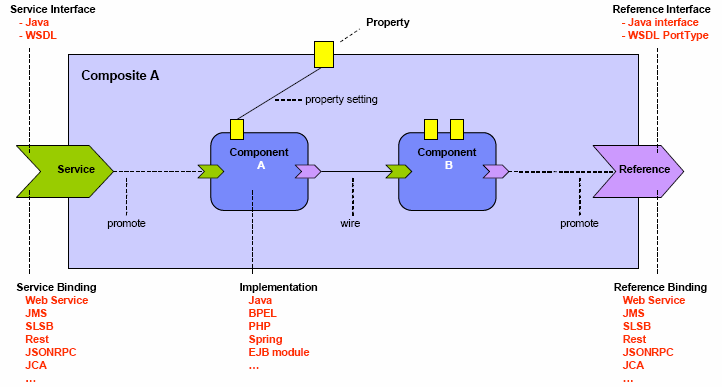 Service Interface
- Java
- WSDL
Property
Reference Interface
- Java interface
- WSDL PortType
Composite A
property setting
Service
Component
A
Component
B
Reference
promote
wire
promote
Service Binding
Web Service
JMS
SLSB
Rest
JSONRPC
JCA
...
Implementation
Java
BPEL
PHP
Spring
EJB module
...
Reference Binding
Web Service
JMS
SLSB
Rest
JSONRPC
JCA
...